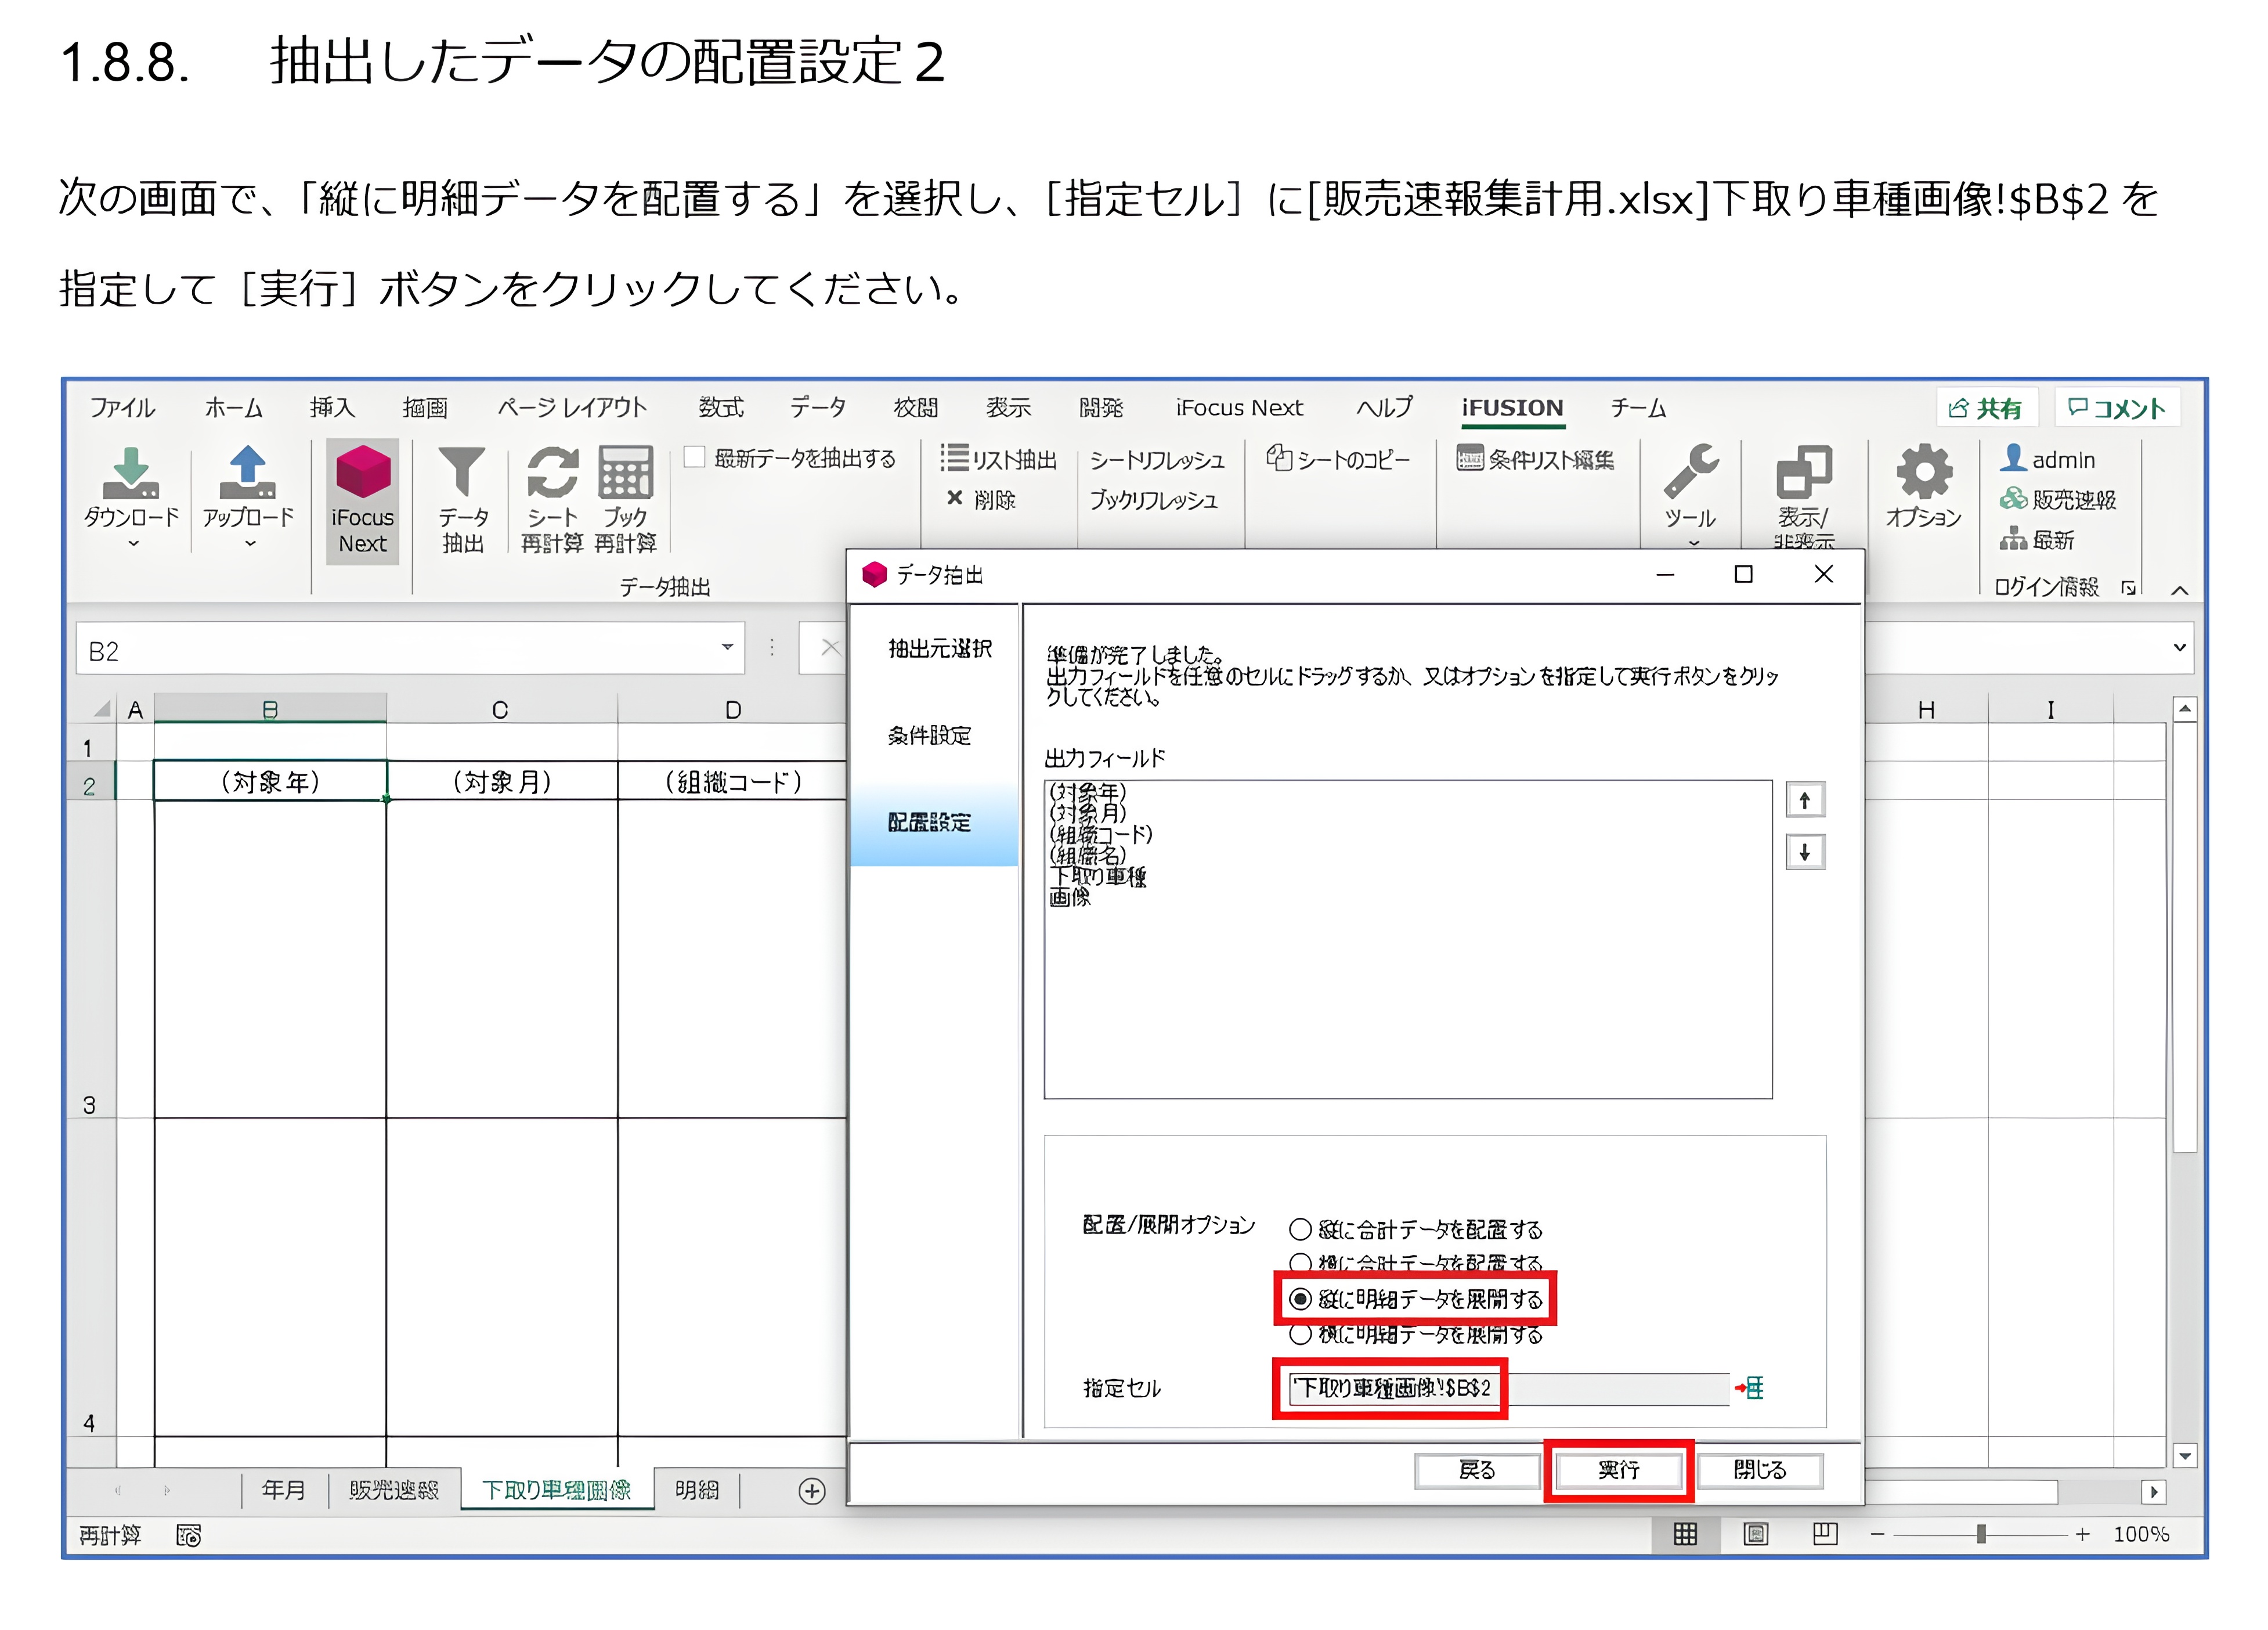 1.8.8. 抽出したデータの配置設定２
次の画面で、「縦に明細データを配置する」を選択し、［指定セル］に[販売速報集計用.xlsx]下取り車種画像!$B$2 を
指定して［実行］ボタンをクリックしてください。
ファイル ホーム 挿入 描画 ページ レイアウト 数式 データ 校閲 表示 開発 iFocus Next ヘルプ iFUSION チーム 共有 コメント
ダウンロード アップロード iFocus Next データ抽出 シート再計算 ブック再計算 最新データを抽出する リスト抽出 シートリフレッシュ シートのコピー 条件リスト編集 ツール 表示/非表示 オプション admin
削除 ブックリフレッシュ 販売速報
最新
データ抽出 ログイン情報
データ抽出
B2
A B C D H I
1
2 (対象年) (対象月) (組織コード)
3
4
抽出元選択
条件設定
配置設定
準備が完了しました。
出力フィールドを任意のセルにドラッグするか、又はオプションを指定して実行ボタンをクリッ
クしてください。
出力フィールド
(対象年)
(対象月)
(組織コード)
(組織名)
下取り車種
画像
配置/展開オプション
縦に合計データを配置する
横に合計データを配置する
縦に明細データを展開する
横に明細データを展開する
指定セル '下取り車種画像'!$B$2
戻る 実行 閉じる
年月 販売速報 下取り車種画像 明細
再計算 100%